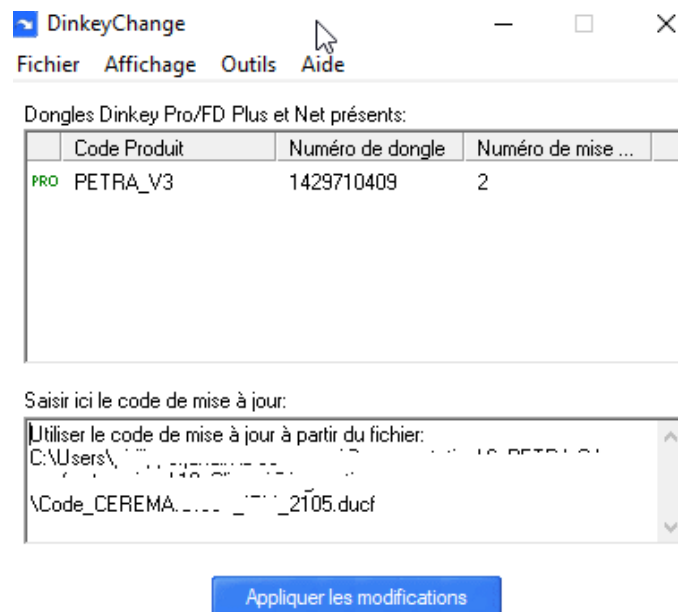 DinkeyChange
Fichier Affichage Outils Aide
Dongles Dinkey Pro/FD Plus et Net présents:
Code Produit Numéro de dongle Numéro de mise ...
PRO PETRA_V3 1429710409 2
Saisir ici le code de mise à jour:
Utiliser le code de mise à jour à partir du fichier:
C:\Users\
\Code_CEREMA. _2105.ducf
Appliquer les modifications